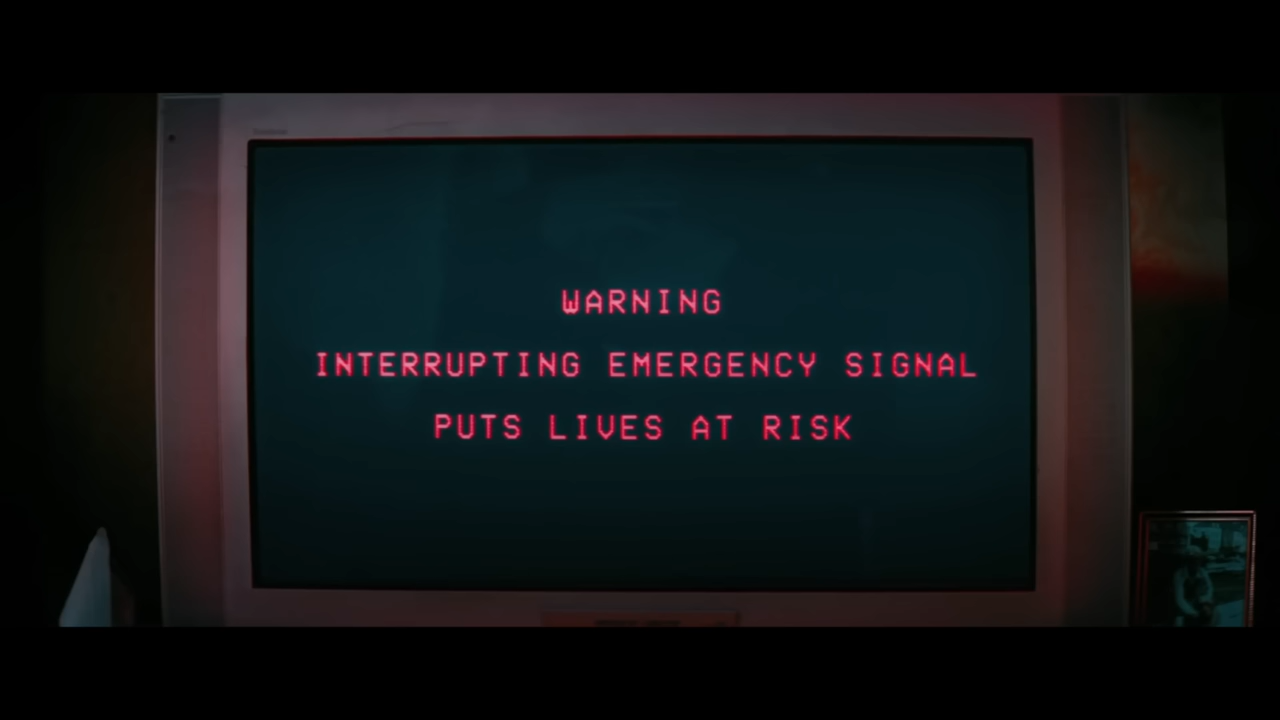 WARNING
INTERRUPTING EMERGENCY SIGNAL
PUTS LIVES AT RISK